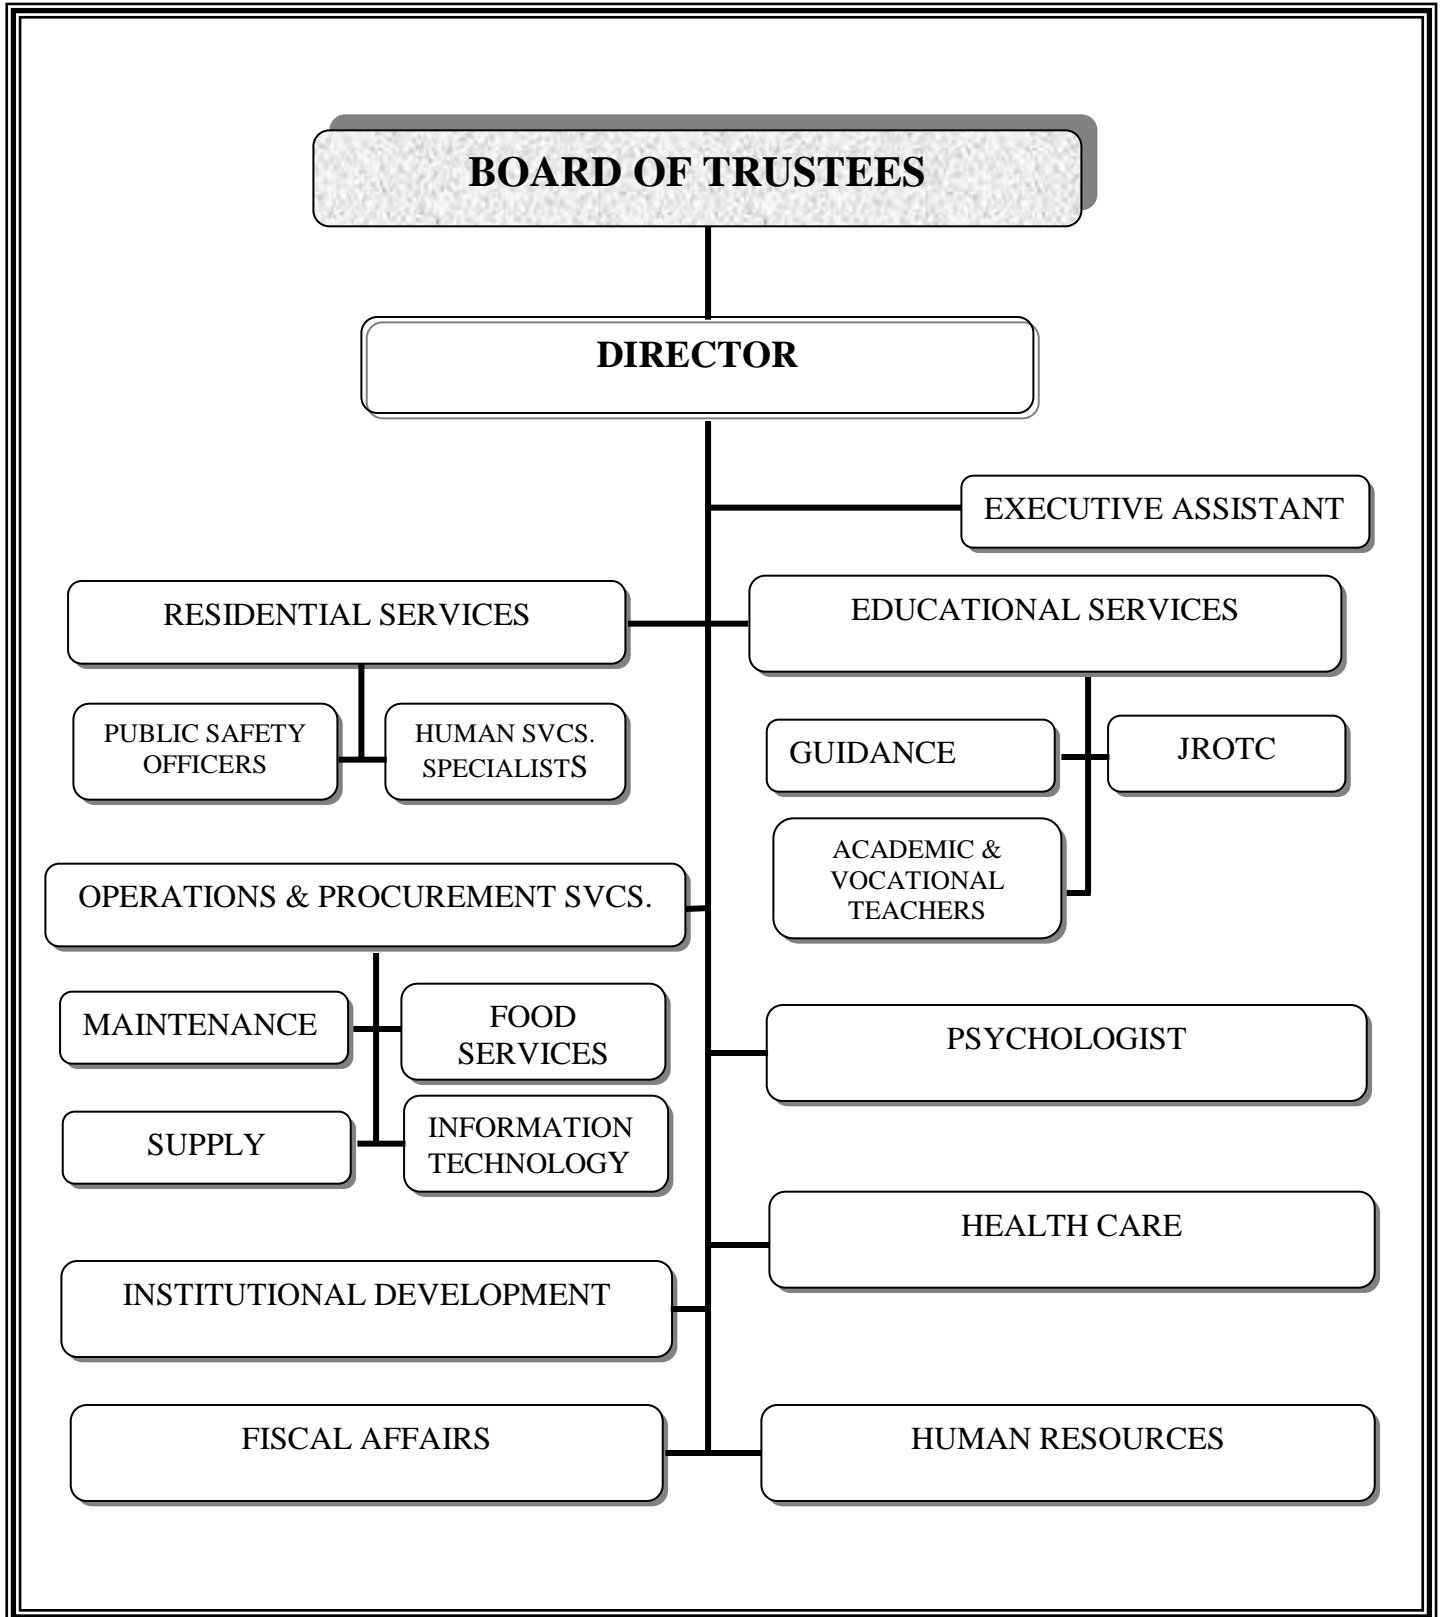 BOARD OF TRUSTEES
DIRECTOR
EXECUTIVE ASSISTANT
RESIDENTIAL SERVICES
EDUCATIONAL SERVICES
PUBLIC SAFETY
OFFICERS
HUMAN SVCS.
SPECIALISTS
GUIDANCE
JROTC
ACADEMIC &
VOCATIONAL
TEACHERS
OPERATIONS & PROCUREMENT SVCS.
MAINTENANCE
FOOD
SERVICES
SUPPLY
INFORMATION
TECHNOLOGY
PSYCHOLOGIST
HEALTH CARE
INSTITUTIONAL DEVELOPMENT
FISCAL AFFAIRS
HUMAN RESOURCES